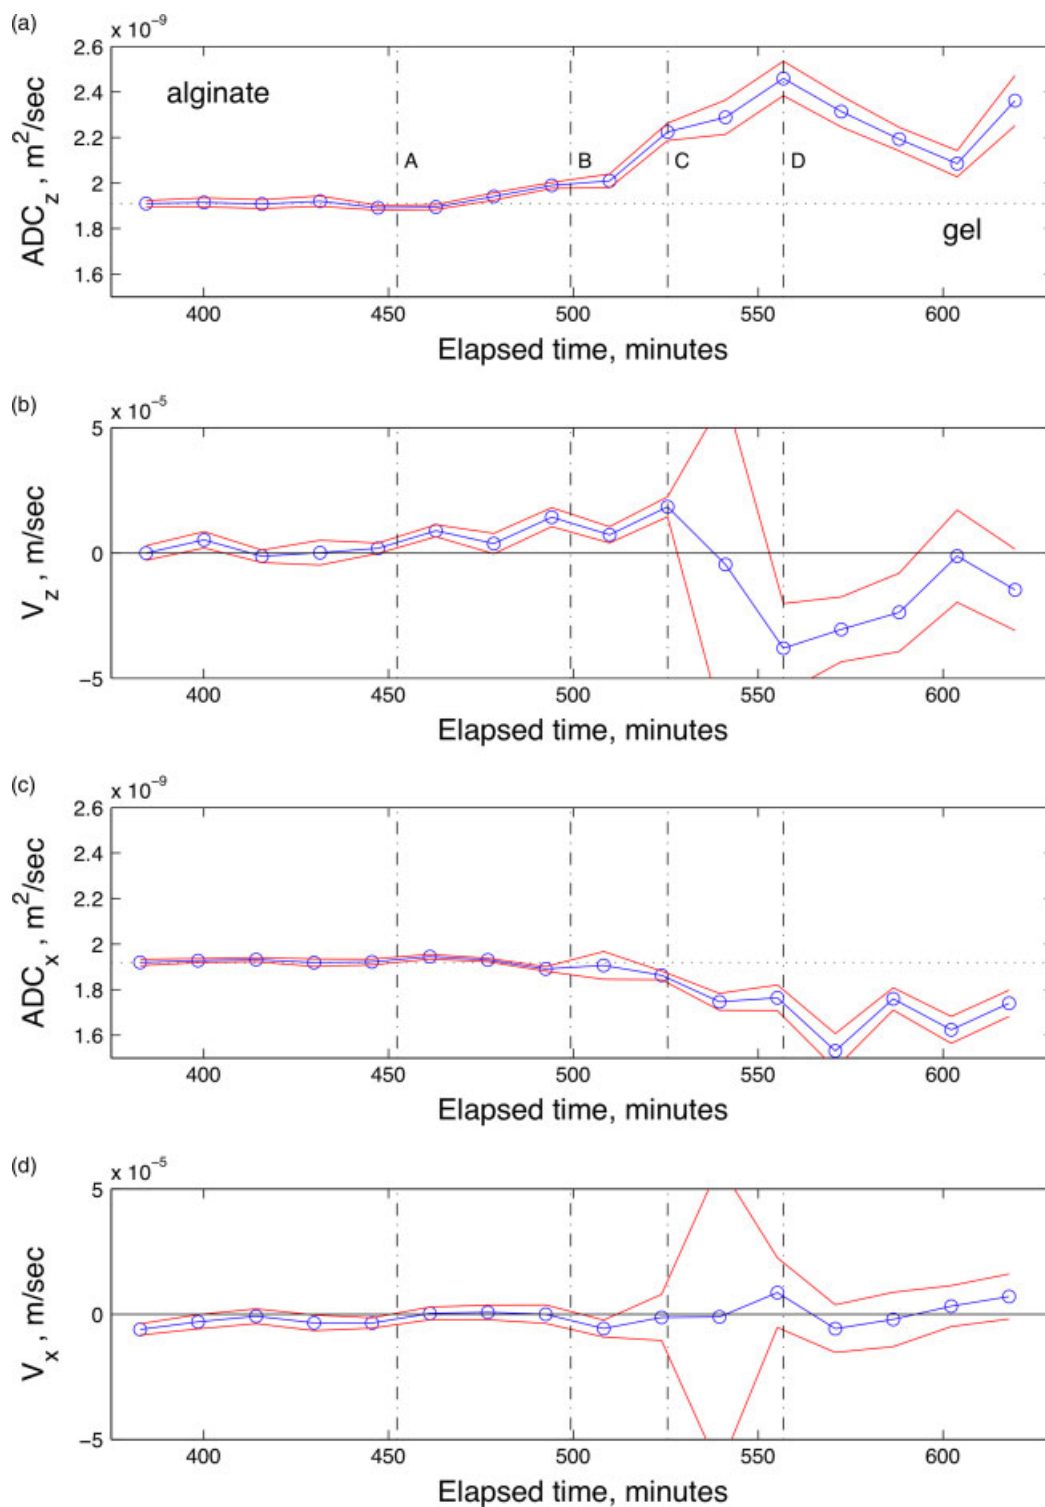 (a)
x 10⁻⁹
2.6
2.4
2.2
2
1.8
1.6
ADC_z , m²/sec
alginate
A
B
C
D
gel
400 450 500 550 600
Elapsed time, minutes
(b)
x 10⁻⁵
5
0
−5
V_z , m/sec
400 450 500 550 600
Elapsed time, minutes
(c)
x 10⁻⁹
2.6
2.4
2.2
2
1.8
1.6
ADC_x , m²/sec
400 450 500 550 600
Elapsed time, minutes
(d)
x 10⁻⁵
5
0
−5
V_x , m/sec
400 450 500 550 600
Elapsed time, minutes